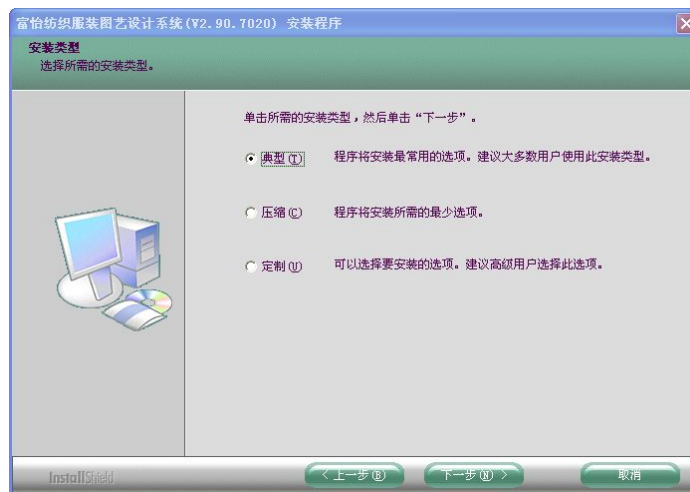 富怡纺织服装图艺设计系统(V2.90.7020) 安装程序
安装类型
选择所需的安装类型。
单击所需的安装类型，然后单击“下一步”。
典型(T) 程序将安装最常用的选项。建议大多数用户使用此安装类型。
压缩(C) 程序将安装所需的最少选项。
定制(U) 可以选择要安装的选项。建议高级用户选择此选项。
InstallShield
< 上一步(B) 下一步(N) > 取消